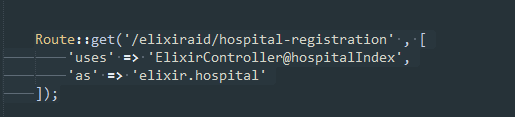 Route::get('/elixiraid/hospital-registration' , [
'uses' => 'ElixirController@hospitalIndex',
'as' => 'elixir.hospital'
]);